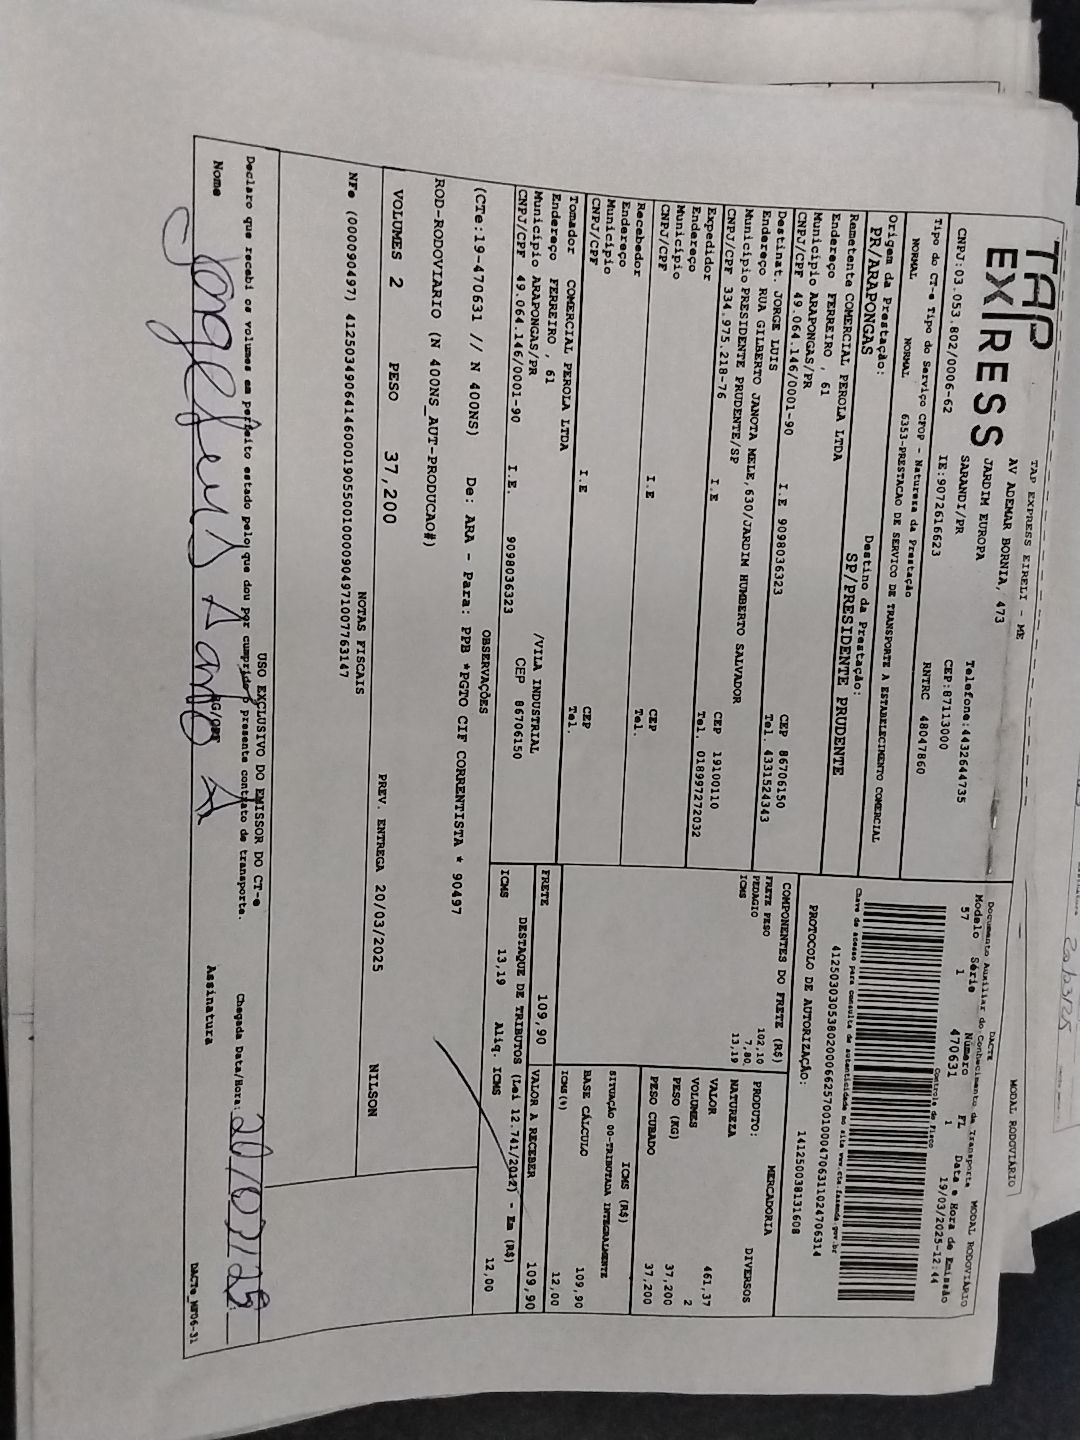 MODAL RODOVIÁRIO
20/03/25
TAP
EXPRESS
TAP EXPRESS EIRELI - ME
AV ADEMAR BORNIA, 473
JARDIM EUROPA
SARANDI/PR
Telefone:4432644735
CEP:87113000
CNPJ:03.053.802/0006-62
IE:9072616623
RNTRC 48047860
DACTE
Documento Auxiliar do Conhecimento de Transporte
MODAL RODOVIÁRIO
Modelo Série Número FL Data e Hora de Emissão
57 1 470631 1 19/03/2025-12:44
Controle do Fisco
Tipo do CT-e Tipo do Serviço CFOP - Natureza da Prestação
NORMAL NORMAL 6353-PRESTACAO DE SERVICO DE TRANSPORTE A ESTABELECIMENTO COMERCIAL
Chave de acesso para consulta de autenticidade no site www.cte.fazenda.gov.br
41250303053802000662570010004706311024706314
PROTOCOLO DE AUTORIZAÇÃO: 141250038131608
Origem da Prestação:
PR/ARAPONGAS
Destino da Prestação:
SP/PRESIDENTE PRUDENTE
Remetente COMERCIAL PEROLA LTDA
Endereço FERREIRO , 61
Município ARAPONGAS/PR
CEP 86706150
CNPJ/CPF 49.064.146/0001-90
I.E 9098036323
Tel. 4331524343
Destinat. JORGE LUIS
Endereço RUA GILBERTO JANOTA MELE,630/JARDIM HUMBERTO SALVADOR
Município PRESIDENTE PRUDENTE/SP
CEP 19100110
CNPJ/CPF 334.975.218-76
I.E
Tel. 018997272032
Expedidor
Endereço
Município
CEP
CNPJ/CPF
I.E
Tel.
Recebedor
Endereço
Município
CEP
CNPJ/CPF
I.E
Tel.
Tomador COMERCIAL PEROLA LTDA
Endereço FERREIRO , 61
/VILA INDUSTRIAL
Município ARAPONGAS/PR
CEP 86706150
CNPJ/CPF 49.064.146/0001-90
I.E. 9098036323
COMPONENTES DO FRETE (R$)
FRETE PESO 102,10
PEDAGIO 7,80
ICMS 13,19
PRODUTO: MERCADORIA
NATUREZA DIVERSOS
VALOR 461,37
VOLUMES 2
PESO (KG) 37,200
PESO CUBADO 37,200
ICMS (R$)
SITUAÇÃO 00-TRIBUTADA INTEGRALMENTE
BASE CÁLCULO 109,90
ICMS(%) 12,00
FRETE 109,90
VALOR A RECEBER 109,90
DESTAQUE DE TRIBUTOS (Lei 12.741/2012) - Em (R$)
ICMS 13,19 Aliq. ICMS 12,00
OBSERVAÇÕES
(CTe:19-470631 // N 400NS) De: ARA - Para: PPB *PGTO CIF CORRENTISTA * 90497
ROD-RODOVIARIO (N 400NS_AUT-PRODUCAO#)
VOLUMES 2 PESO 37,200 PREV. ENTREGA 20/03/2025 NILSON
NOTAS FISCAIS
NFe (000090497) 41250349064146000190550010000904971007763147
USO EXCLUSIVO DO EMISSOR DO CT-e
Declaro que recebi os volumes em perfeito estado pelo que dou por cumprido o presente contrato de transporte.
Chegada Data/Hora: 20/03/25
Nome
RG/CPF
Assinatura
DACTe_MF06-31